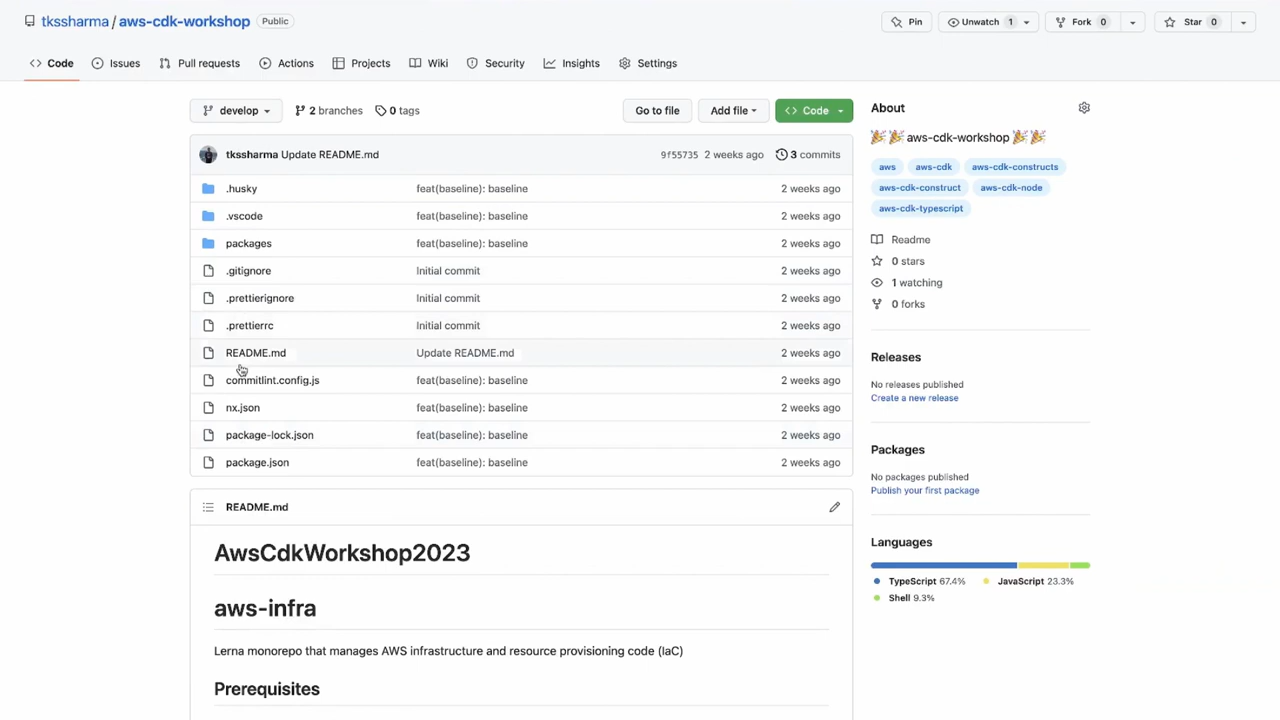 tkssharma / aws-cdk-workshop Public
Pin Unwatch 1 Fork 0 Star 0
Code Issues Pull requests Actions Projects Wiki Security Insights Settings
develop 2 branches 0 tags Go to file Add file Code
tkssharma Update README.md 9f55735 2 weeks ago 3 commits
.husky feat(baseline): baseline 2 weeks ago
.vscode feat(baseline): baseline 2 weeks ago
packages feat(baseline): baseline 2 weeks ago
.gitignore Initial commit 2 weeks ago
.prettierignore Initial commit 2 weeks ago
.prettierrc Initial commit 2 weeks ago
README.md Update README.md 2 weeks ago
commitlint.config.js feat(baseline): baseline 2 weeks ago
nx.json feat(baseline): baseline 2 weeks ago
package-lock.json feat(baseline): baseline 2 weeks ago
package.json feat(baseline): baseline 2 weeks ago
README.md
AwsCdkWorkshop2023
aws-infra
Lerna monorepo that manages AWS infrastructure and resource provisioning code (IaC)
Prerequisites
About
🎉 🎉 aws-cdk-workshop 🎉 🎉
aws aws-cdk aws-cdk-constructs
aws-cdk-construct aws-cdk-node
aws-cdk-typescript
Readme
0 stars
1 watching
0 forks
Releases
No releases published
Create a new release
Packages
No packages published
Publish your first package
Languages
TypeScript 67.4% JavaScript 23.3%
Shell 9.3%